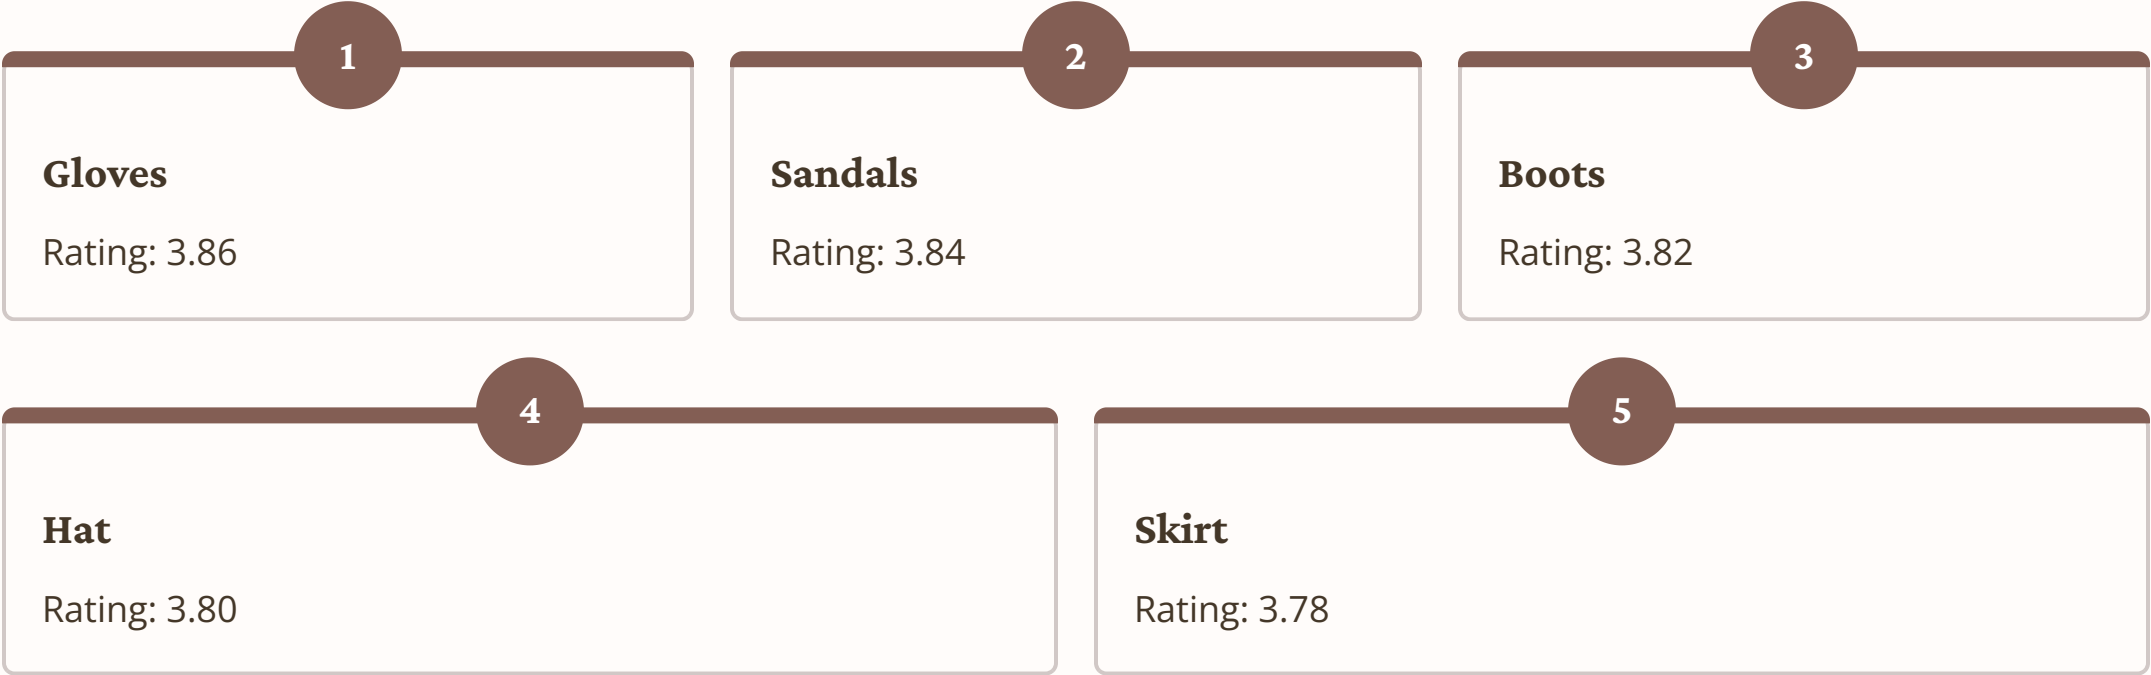 1
Gloves
Rating: 3.86
2
Sandals
Rating: 3.84
3
Boots
Rating: 3.82
4
Hat
Rating: 3.80
5
Skirt
Rating: 3.78